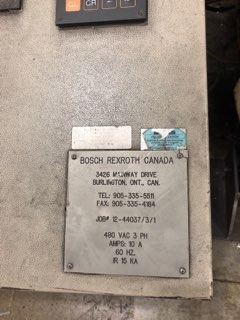 CR
BOSCH REXROTH CANADA
3426 MAINWAY DRIVE
BURLINGTON, ONT., CAN.
TEL: 905-335-5511
FAX: 905-335-4184
JOB# 12-44037/3/1
480 VAC 3 PH
AMPS: 10 A
60 HZ.
IR 15 KA